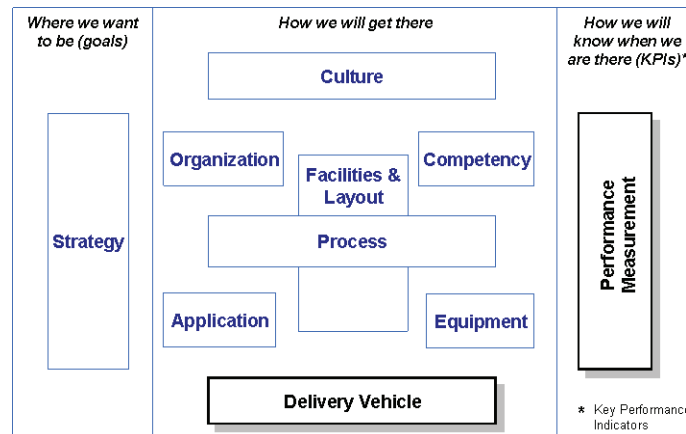 Where we want
to be (goals)
How we will get there
How we will
know when we
are there (KPIs)*
Culture
Organization
Competency
Facilities &
Layout
Strategy
Process
Performance
Measurement
Application
Equipment
Delivery Vehicle
* Key Performance
Indicators